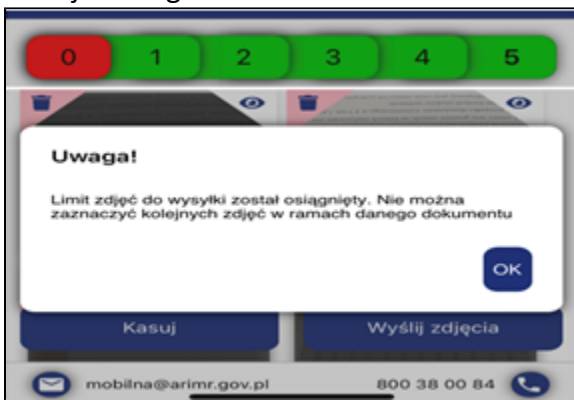 0 1 2 3 4 5
Uwaga!
Limit zdjęć do wysyłki został osiągnięty. Nie można
zaznaczyć kolejnych zdjęć w ramach danego dokumentu
OK
Kasuj Wyślij zdjęcia
mobilna@arimr.gov.pl 800 38 00 84